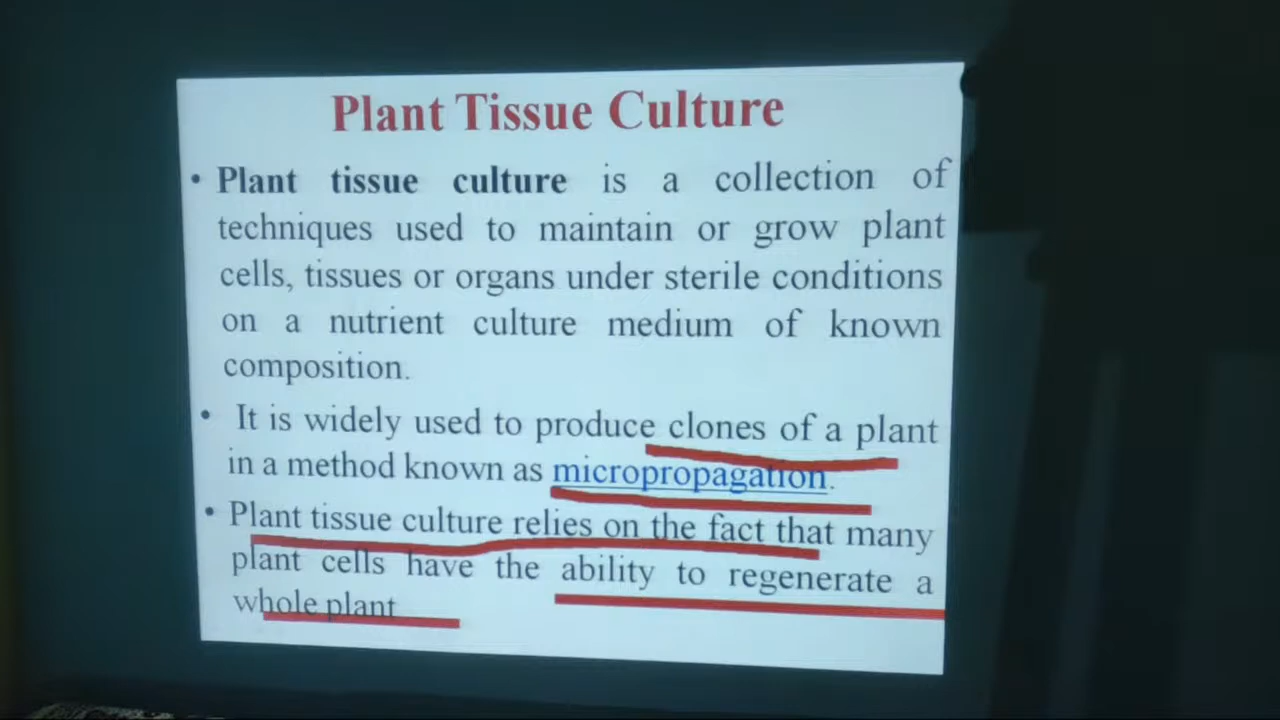 Plant Tissue Culture
• Plant tissue culture is a collection of
techniques used to maintain or grow plant
cells, tissues or organs under sterile conditions
on a nutrient culture medium of known
composition.
• It is widely used to produce clones of a plant
in a method known as micropropagation.
• Plant tissue culture relies on the fact that many
plant cells have the ability to regenerate a
whole plant